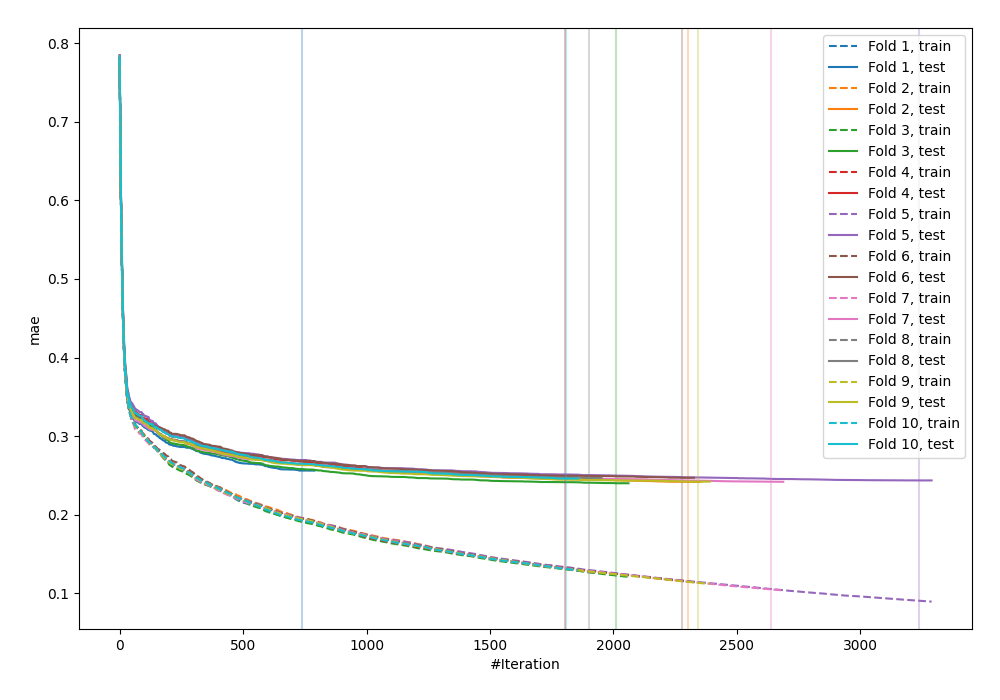 0.8
0.7
0.6
0.5
0.4
0.3
0.2
0.1
mae
0
500
1000
1500
2000
2500
3000
#Iteration
Fold 1, train
Fold 1, test
Fold 2, train
Fold 2, test
Fold 3, train
Fold 3, test
Fold 4, train
Fold 4, test
Fold 5, train
Fold 5, test
Fold 6, train
Fold 6, test
Fold 7, train
Fold 7, test
Fold 8, train
Fold 8, test
Fold 9, train
Fold 9, test
Fold 10, train
Fold 10, test